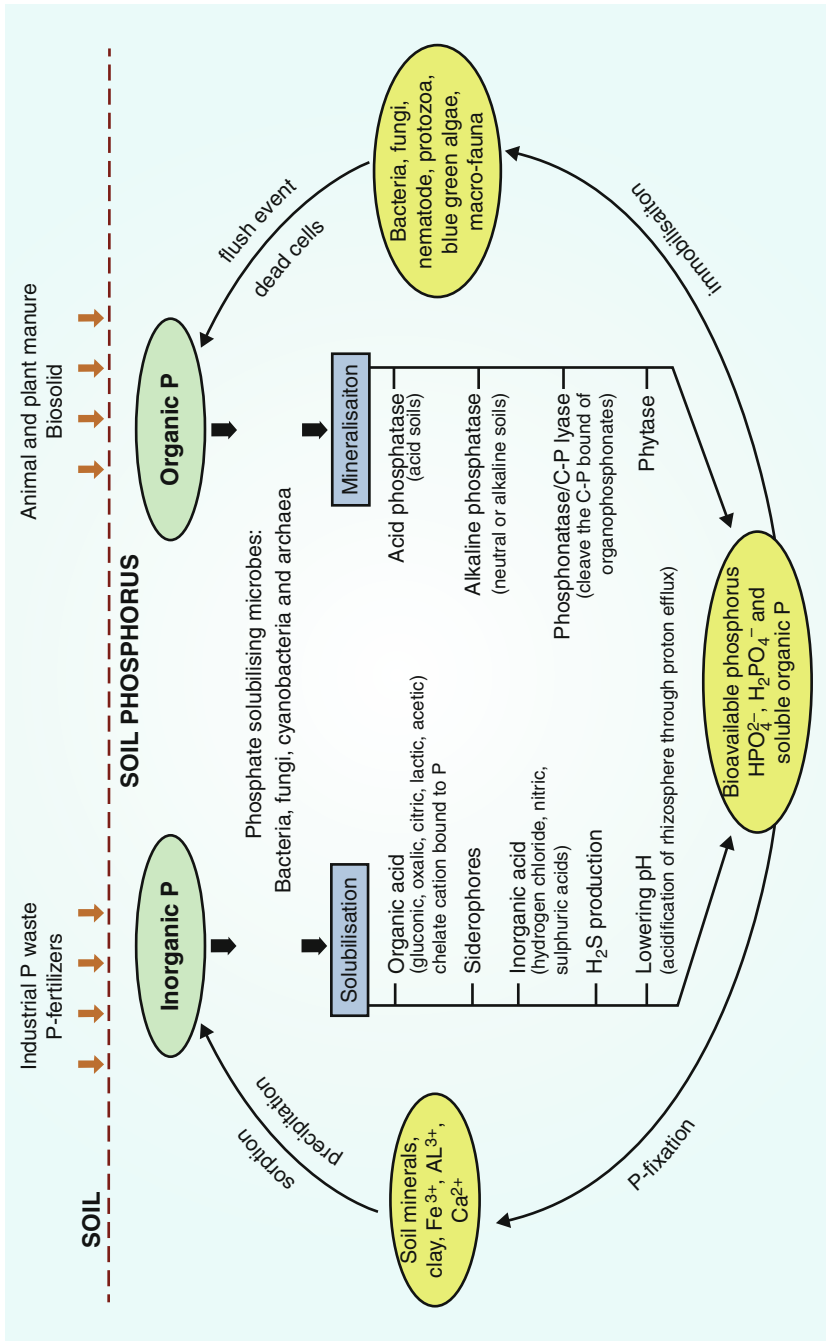 Industrial P waste
P-fertilizers
Animal and plant manure
Biosolid
SOIL
SOIL PHOSPHORUS
Inorganic P
Organic P
sorption
precipitation
flush event
dead cells
Phosphate solubilising microbes:
Bacteria, fungi, cyanobacteria and archaea
Solubilisation
Organic acid
(gluconic, oxalic, citric, lactic, acetic)
chelate cation bound to P
Siderophores
Inorganic acid
(hydrogen chloride, nitric,
sulphuric acids)
H₂S production
Lowering pH
(acidification of rhizosphere through proton efflux)
Mineralisaiton
Acid phosphatase
(acid soils)
Alkaline phosphatase
(neutral or alkaline soils)
Phosphonatase/C-P lyase
(cleave the C-P bound of
organophosphonates)
Phytase
Soil minerals,
clay, Fe³⁺, AL³⁺,
Ca²⁺
Bacteria, fungi,
nematode, protozoa,
blue green algae,
macro-fauna
P-fixation
immobilisaiton
Bioavailable phosphorus
HPO₄²⁻, H₂PO₄⁻ and
soluble organic P